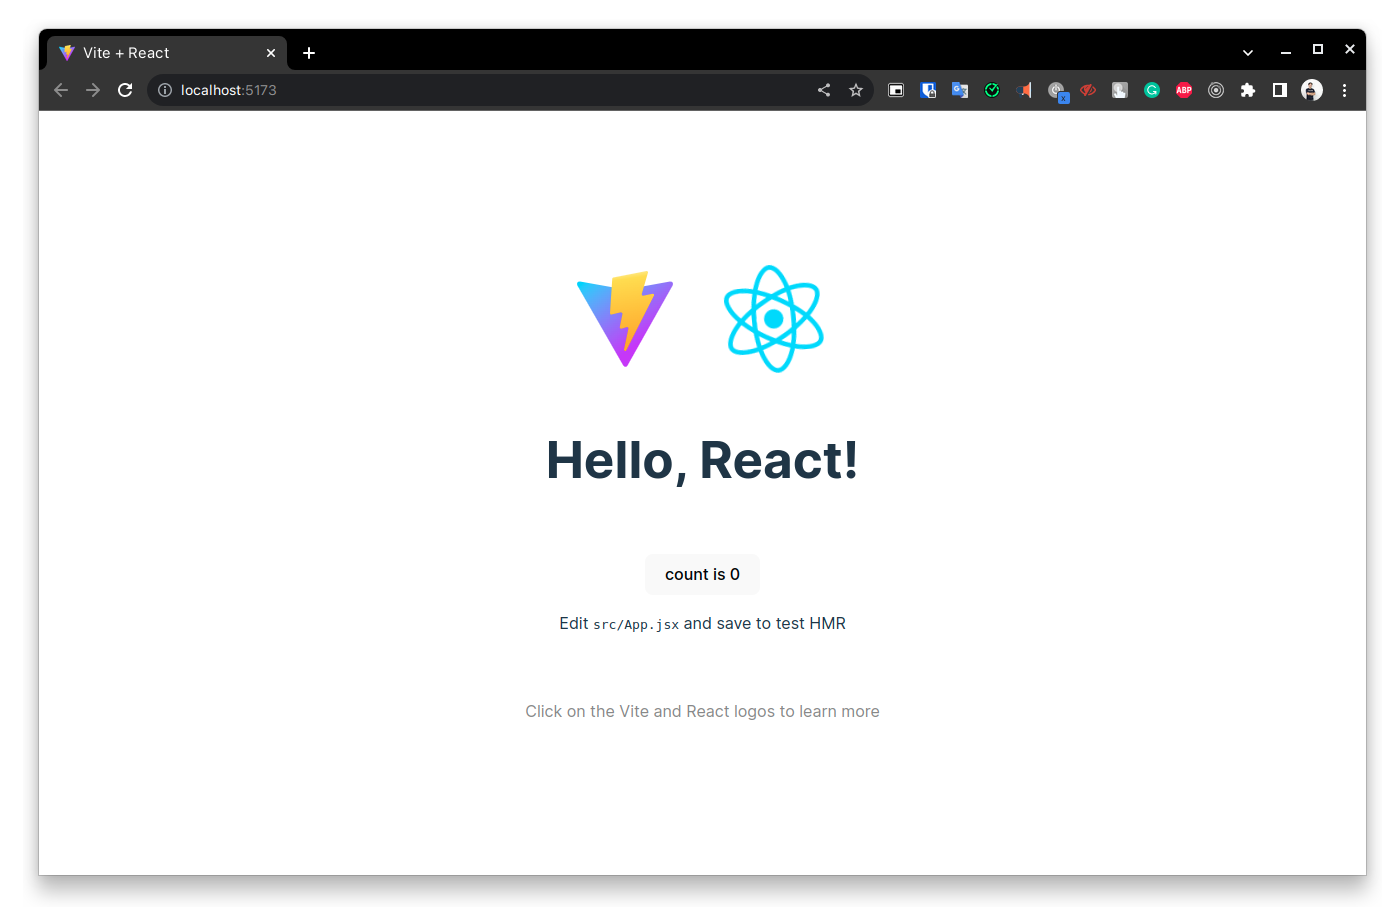 Vite + React
localhost:5173
ABP
Hello, React!
count is 0
Edit src/App.jsx and save to test HMR
Click on the Vite and React logos to learn more